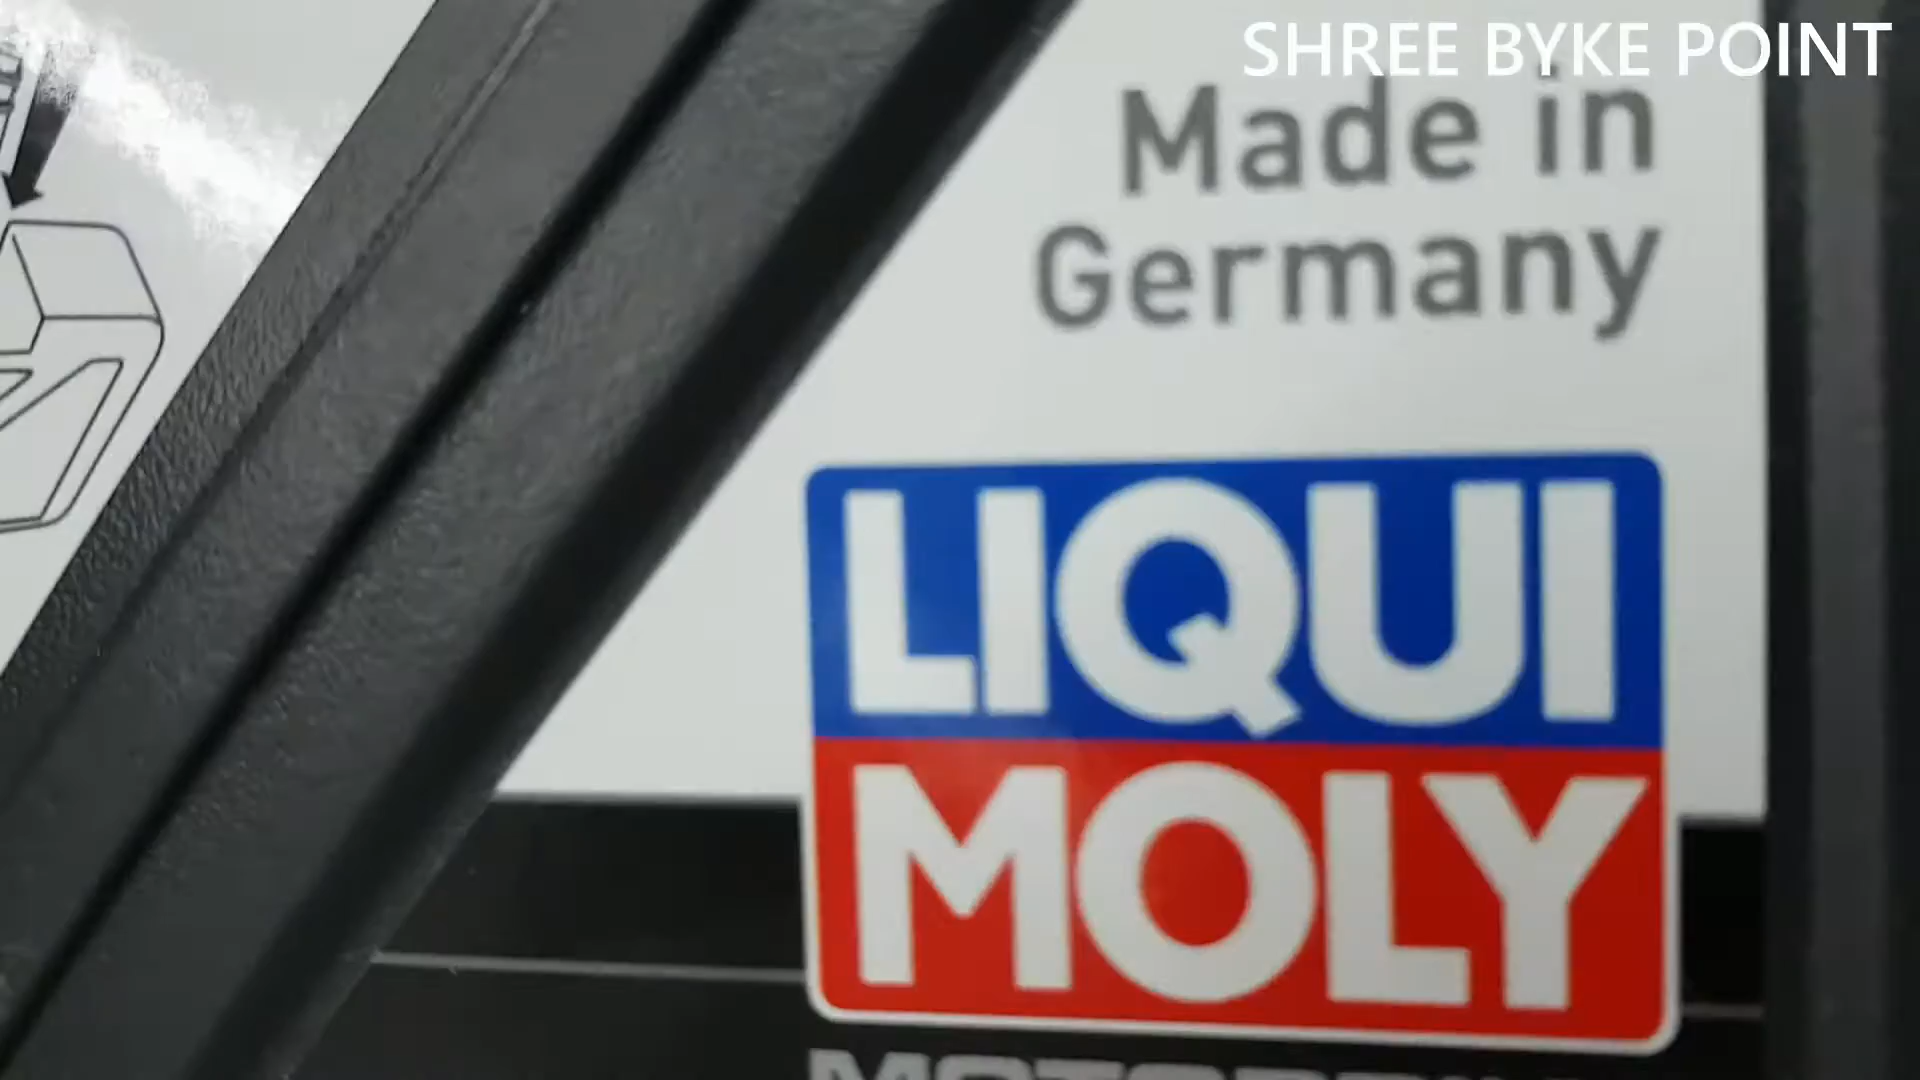 SHREE BYKE POINT
Made in
Germany
LIQUI
MOLY